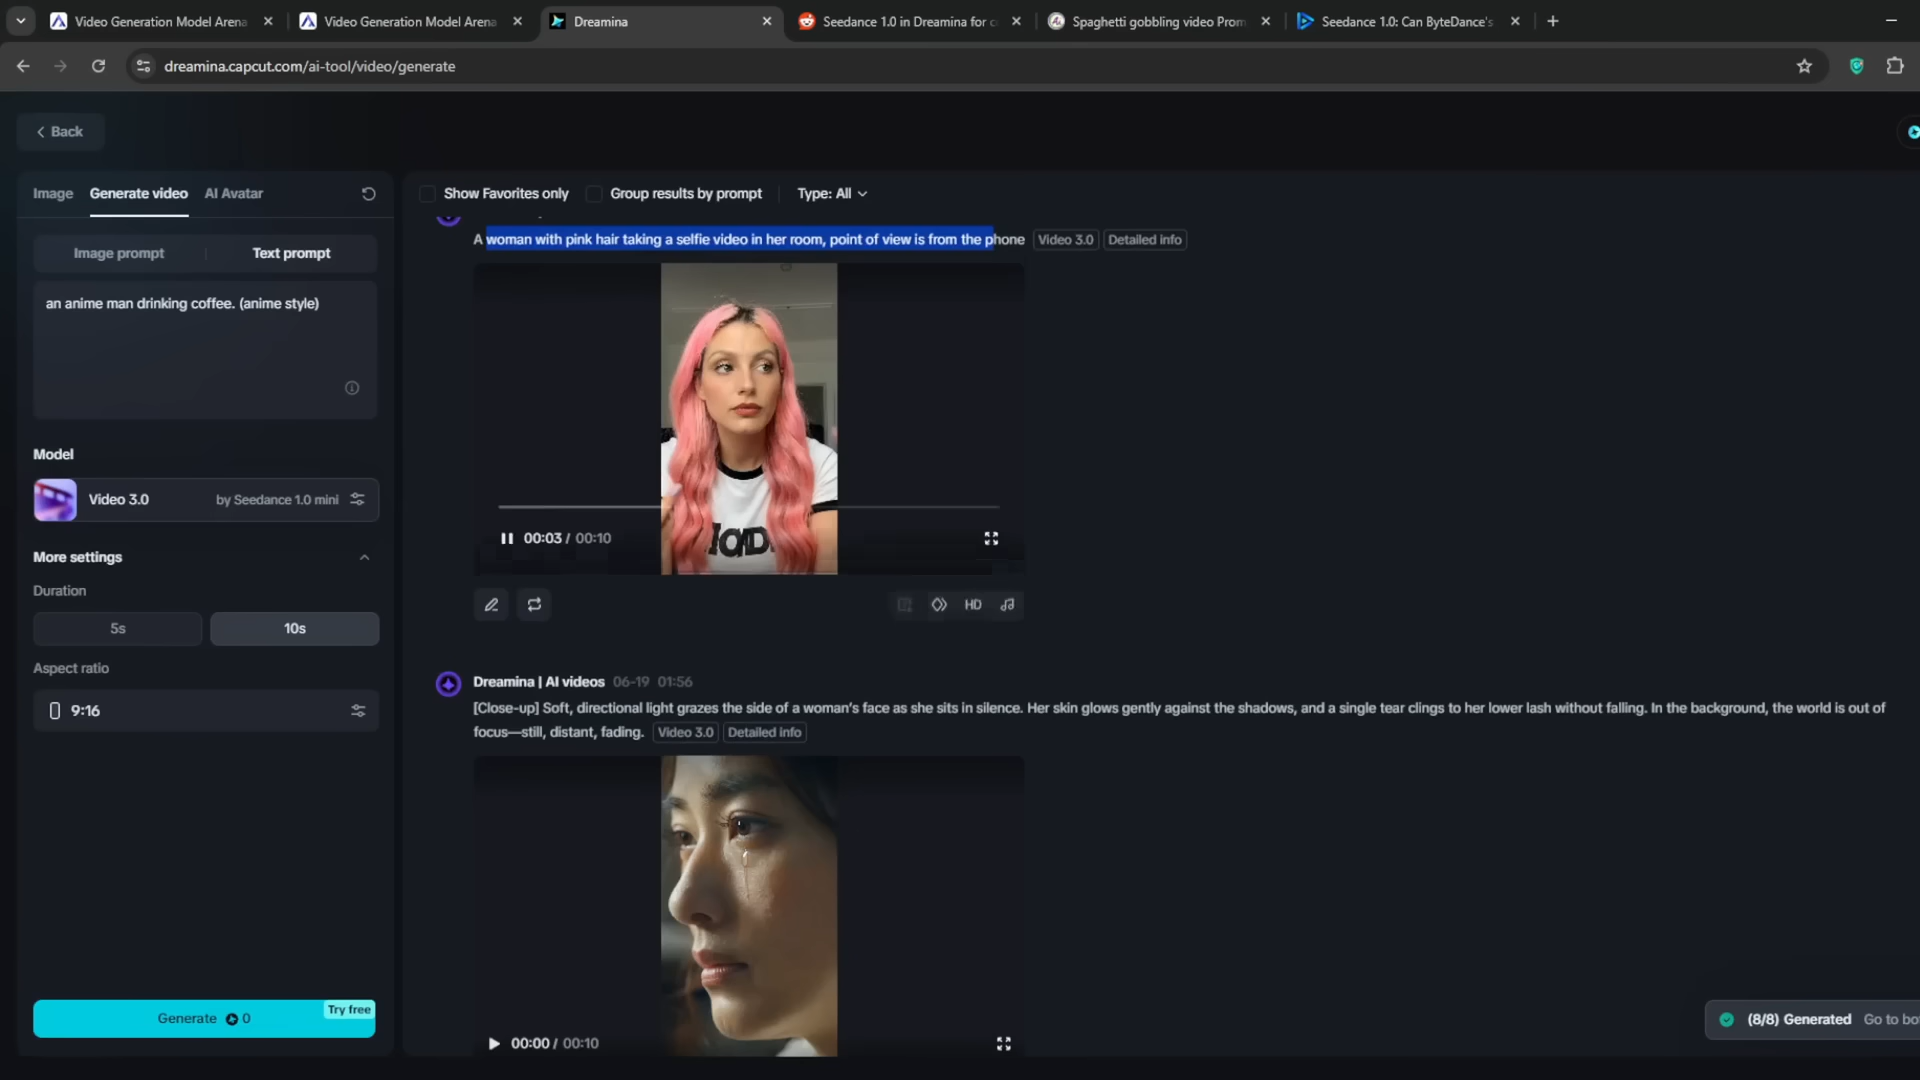 Video Generation Model Arena
Video Generation Model Arena
Dreamina
Seedance 1.0 in Dreamina for c
Spaghetti gobbling video Prom
Seedance 1.0: Can ByteDance's
dreamina.capcut.com/ai-tool/video/generate
Back
Image Generate video AI Avatar
Show Favorites only Group results by prompt Type: All
Image prompt Text prompt
an anime man drinking coffee. (anime style)
Model
Video 3.0 by Seedance 1.0 mini
More settings
Duration
5s 10s
Aspect ratio
9:16
Try free
Generate 0
A woman with pink hair taking a selfie video in her room, point of view is from the phone Video 3.0 Detailed info
00:03 / 00:10
HD
Dreamina | AI videos 06-19 01:56
[Close-up] Soft, directional light grazes the side of a woman's face as she sits in silence. Her skin glows gently against the shadows, and a single tear clings to her lower lash without falling. In the background, the world is out of
focus—still, distant, fading. Video 3.0 Detailed info
00:00 / 00:10
(8/8) Generated Go to bo